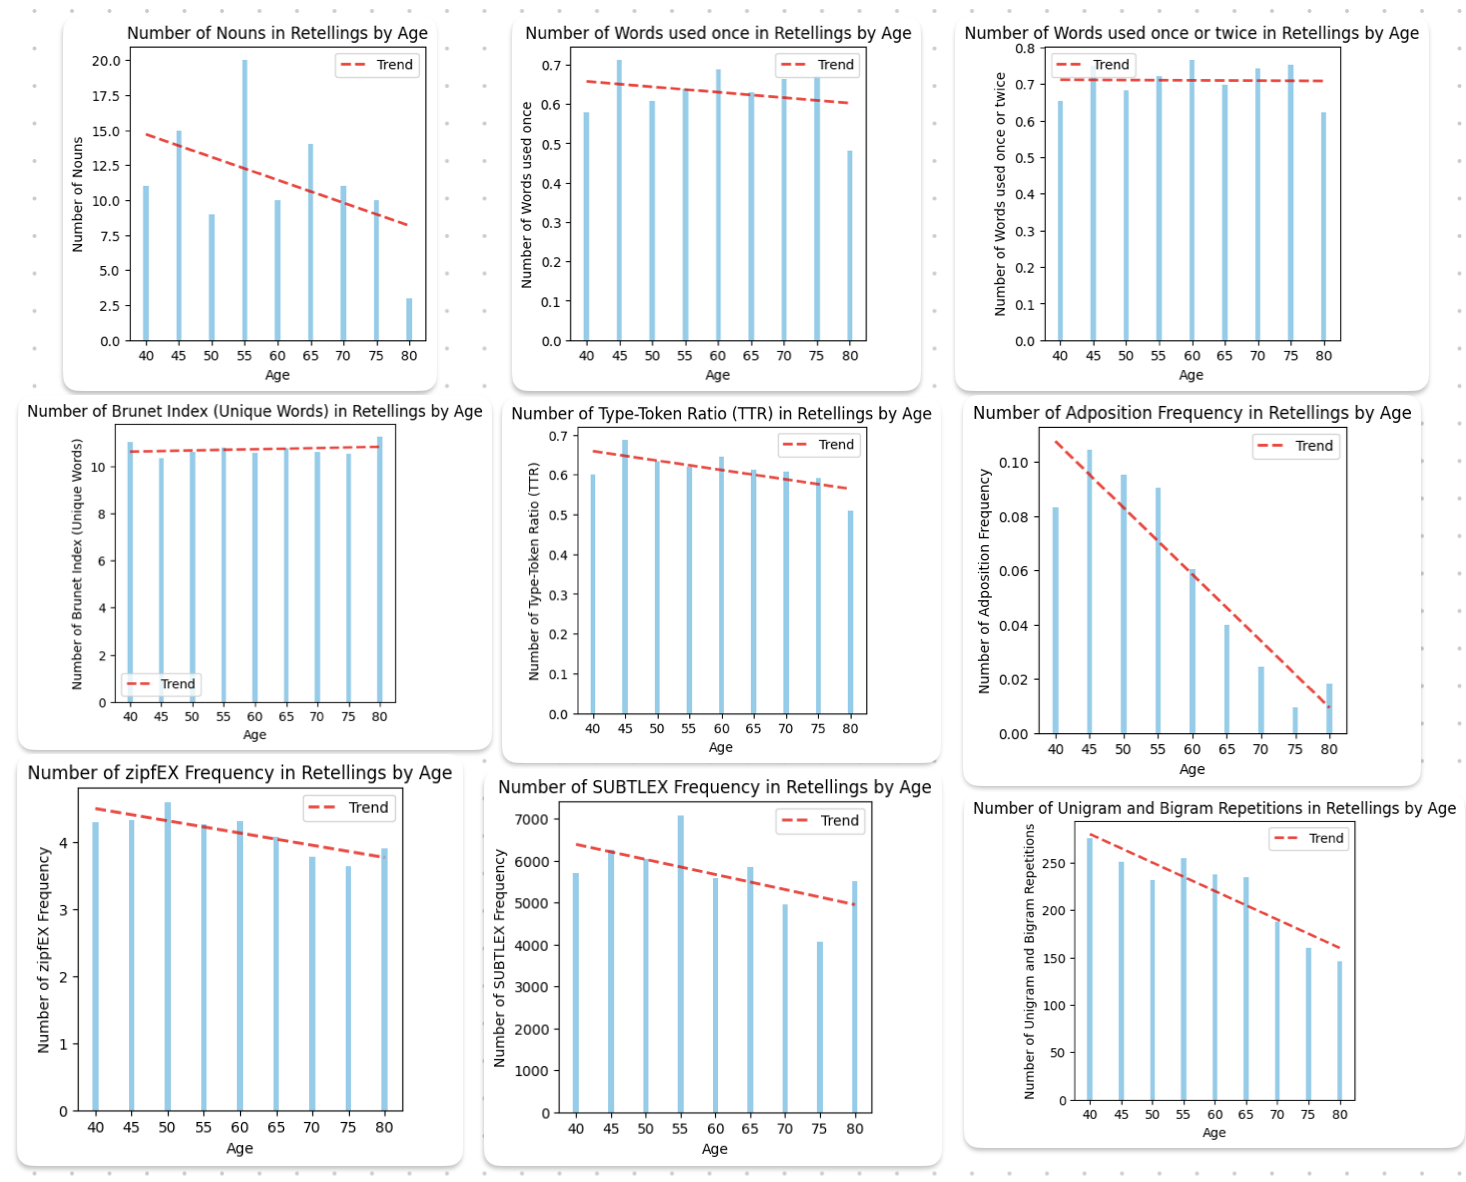 Number of Nouns in Retellings by Age
Trend
Number of Nouns
20.0
17.5
15.0
12.5
10.0
7.5
5.0
2.5
0.0
40 45 50 55 60 65 70 75 80
Age
Number of Words used once in Retellings by Age
Trend
Number of Words used once
0.7
0.6
0.5
0.4
0.3
0.2
0.1
0.0
40 45 50 55 60 65 70 75 80
Age
Number of Words used once or twice in Retellings by Age
Trend
Number of Words used once or twice
0.8
0.7
0.6
0.5
0.4
0.3
0.2
0.1
0.0
40 45 50 55 60 65 70 75 80
Age
Number of Brunet Index (Unique Words) in Retellings by Age
Number of Brunet Index (Unique Words)
10
8
6
4
2
0
Trend
40 45 50 55 60 65 70 75 80
Age
Number of Type-Token Ratio (TTR) in Retellings by Age
Trend
Number of Type-Token Ratio (TTR)
0.7
0.6
0.5
0.4
0.3
0.2
0.1
0.0
40 45 50 55 60 65 70 75 80
Age
Number of Adposition Frequency in Retellings by Age
Trend
Number of Adposition Frequency
0.10
0.08
0.06
0.04
0.02
0.00
40 45 50 55 60 65 70 75 80
Age
Number of zipfEX Frequency in Retellings by Age
Trend
Number of zipfEX Frequency
4
3
2
1
0
40 45 50 55 60 65 70 75 80
Age
Number of SUBTLEX Frequency in Retellings by Age
Trend
Number of SUBTLEX Frequency
7000
6000
5000
4000
3000
2000
1000
0
40 45 50 55 60 65 70 75 80
Age
Number of Unigram and Bigram Repetitions in Retellings by Age
Trend
Number of Unigram and Bigram Repetitions
250
200
150
100
50
0
40 45 50 55 60 65 70 75 80
Age